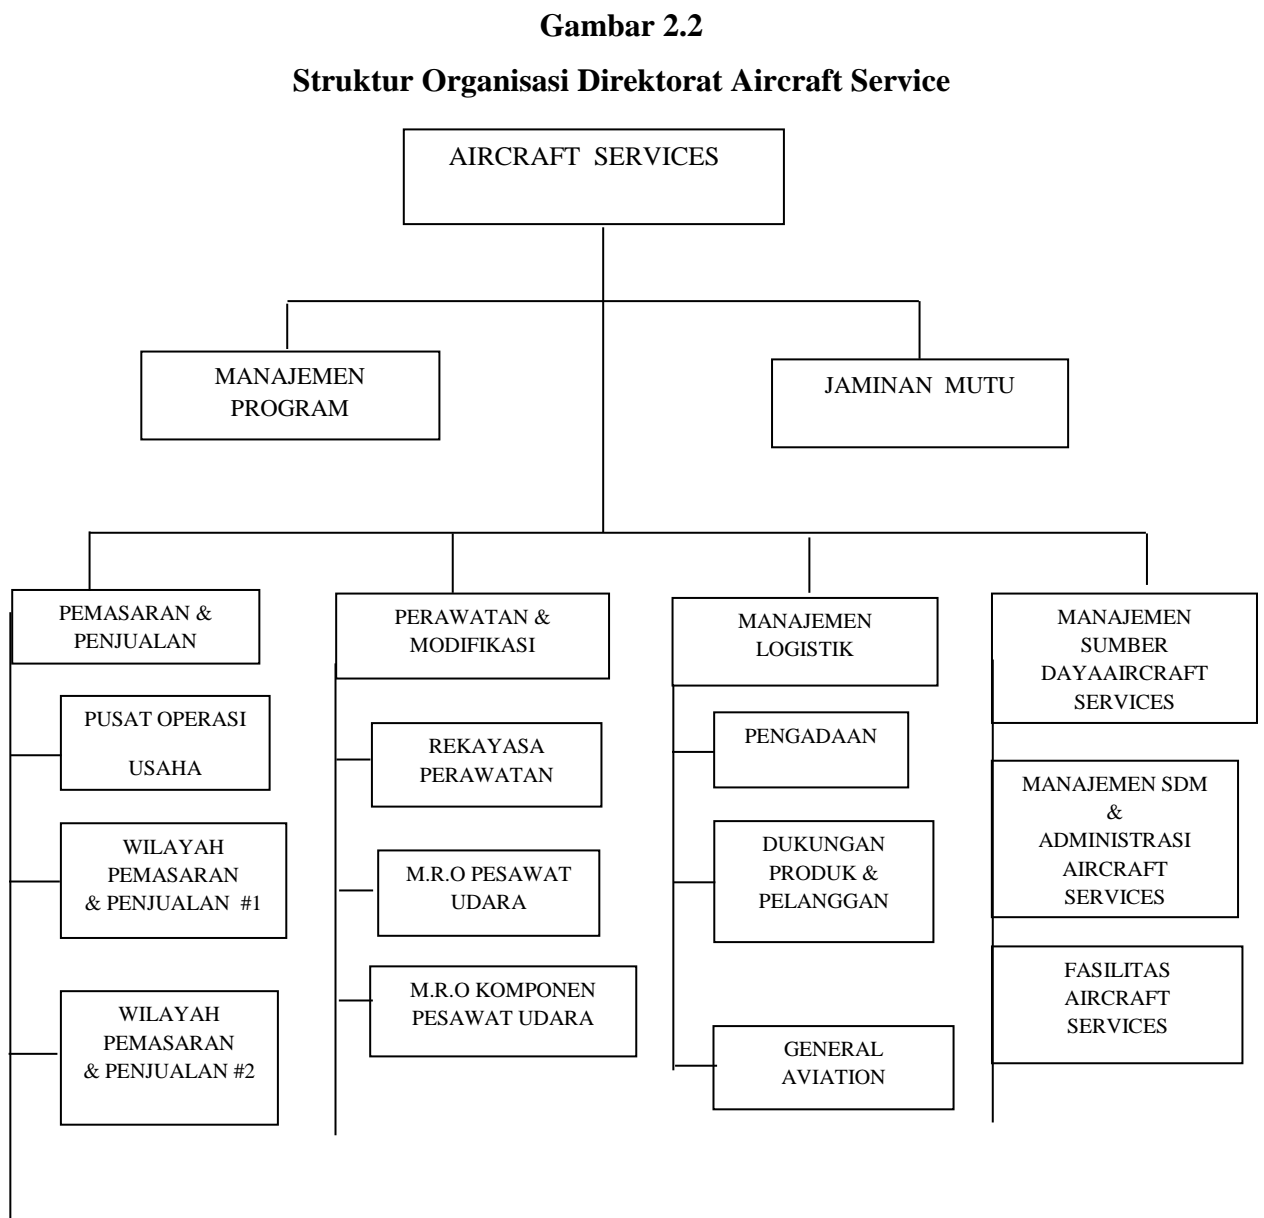 Gambar 2.2
Struktur Organisasi Direktorat Aircraft Service
AIRCRAFT SERVICES
MANAJEMEN
PROGRAM
JAMINAN MUTU
PEMASARAN &
PENJUALAN
PUSAT OPERASI
USAHA
WILAYAH
PEMASARAN
& PENJUALAN #1
WILAYAH
PEMASARAN
& PENJUALAN #2
PERAWATAN &
MODIFIKASI
REKAYASA
PERAWATAN
M.R.O PESAWAT
UDARA
M.R.O KOMPONEN
PESAWAT UDARA
MANAJEMEN
LOGISTIK
PENGADAAN
DUKUNGAN
PRODUK &
PELANGGAN
GENERAL
AVIATION
MANAJEMEN
SUMBER
DAYAAIRCRAFT
SERVICES
MANAJEMEN SDM
&
ADMINISTRASI
AIRCRAFT
SERVICES
FASILITAS
AIRCRAFT
SERVICES